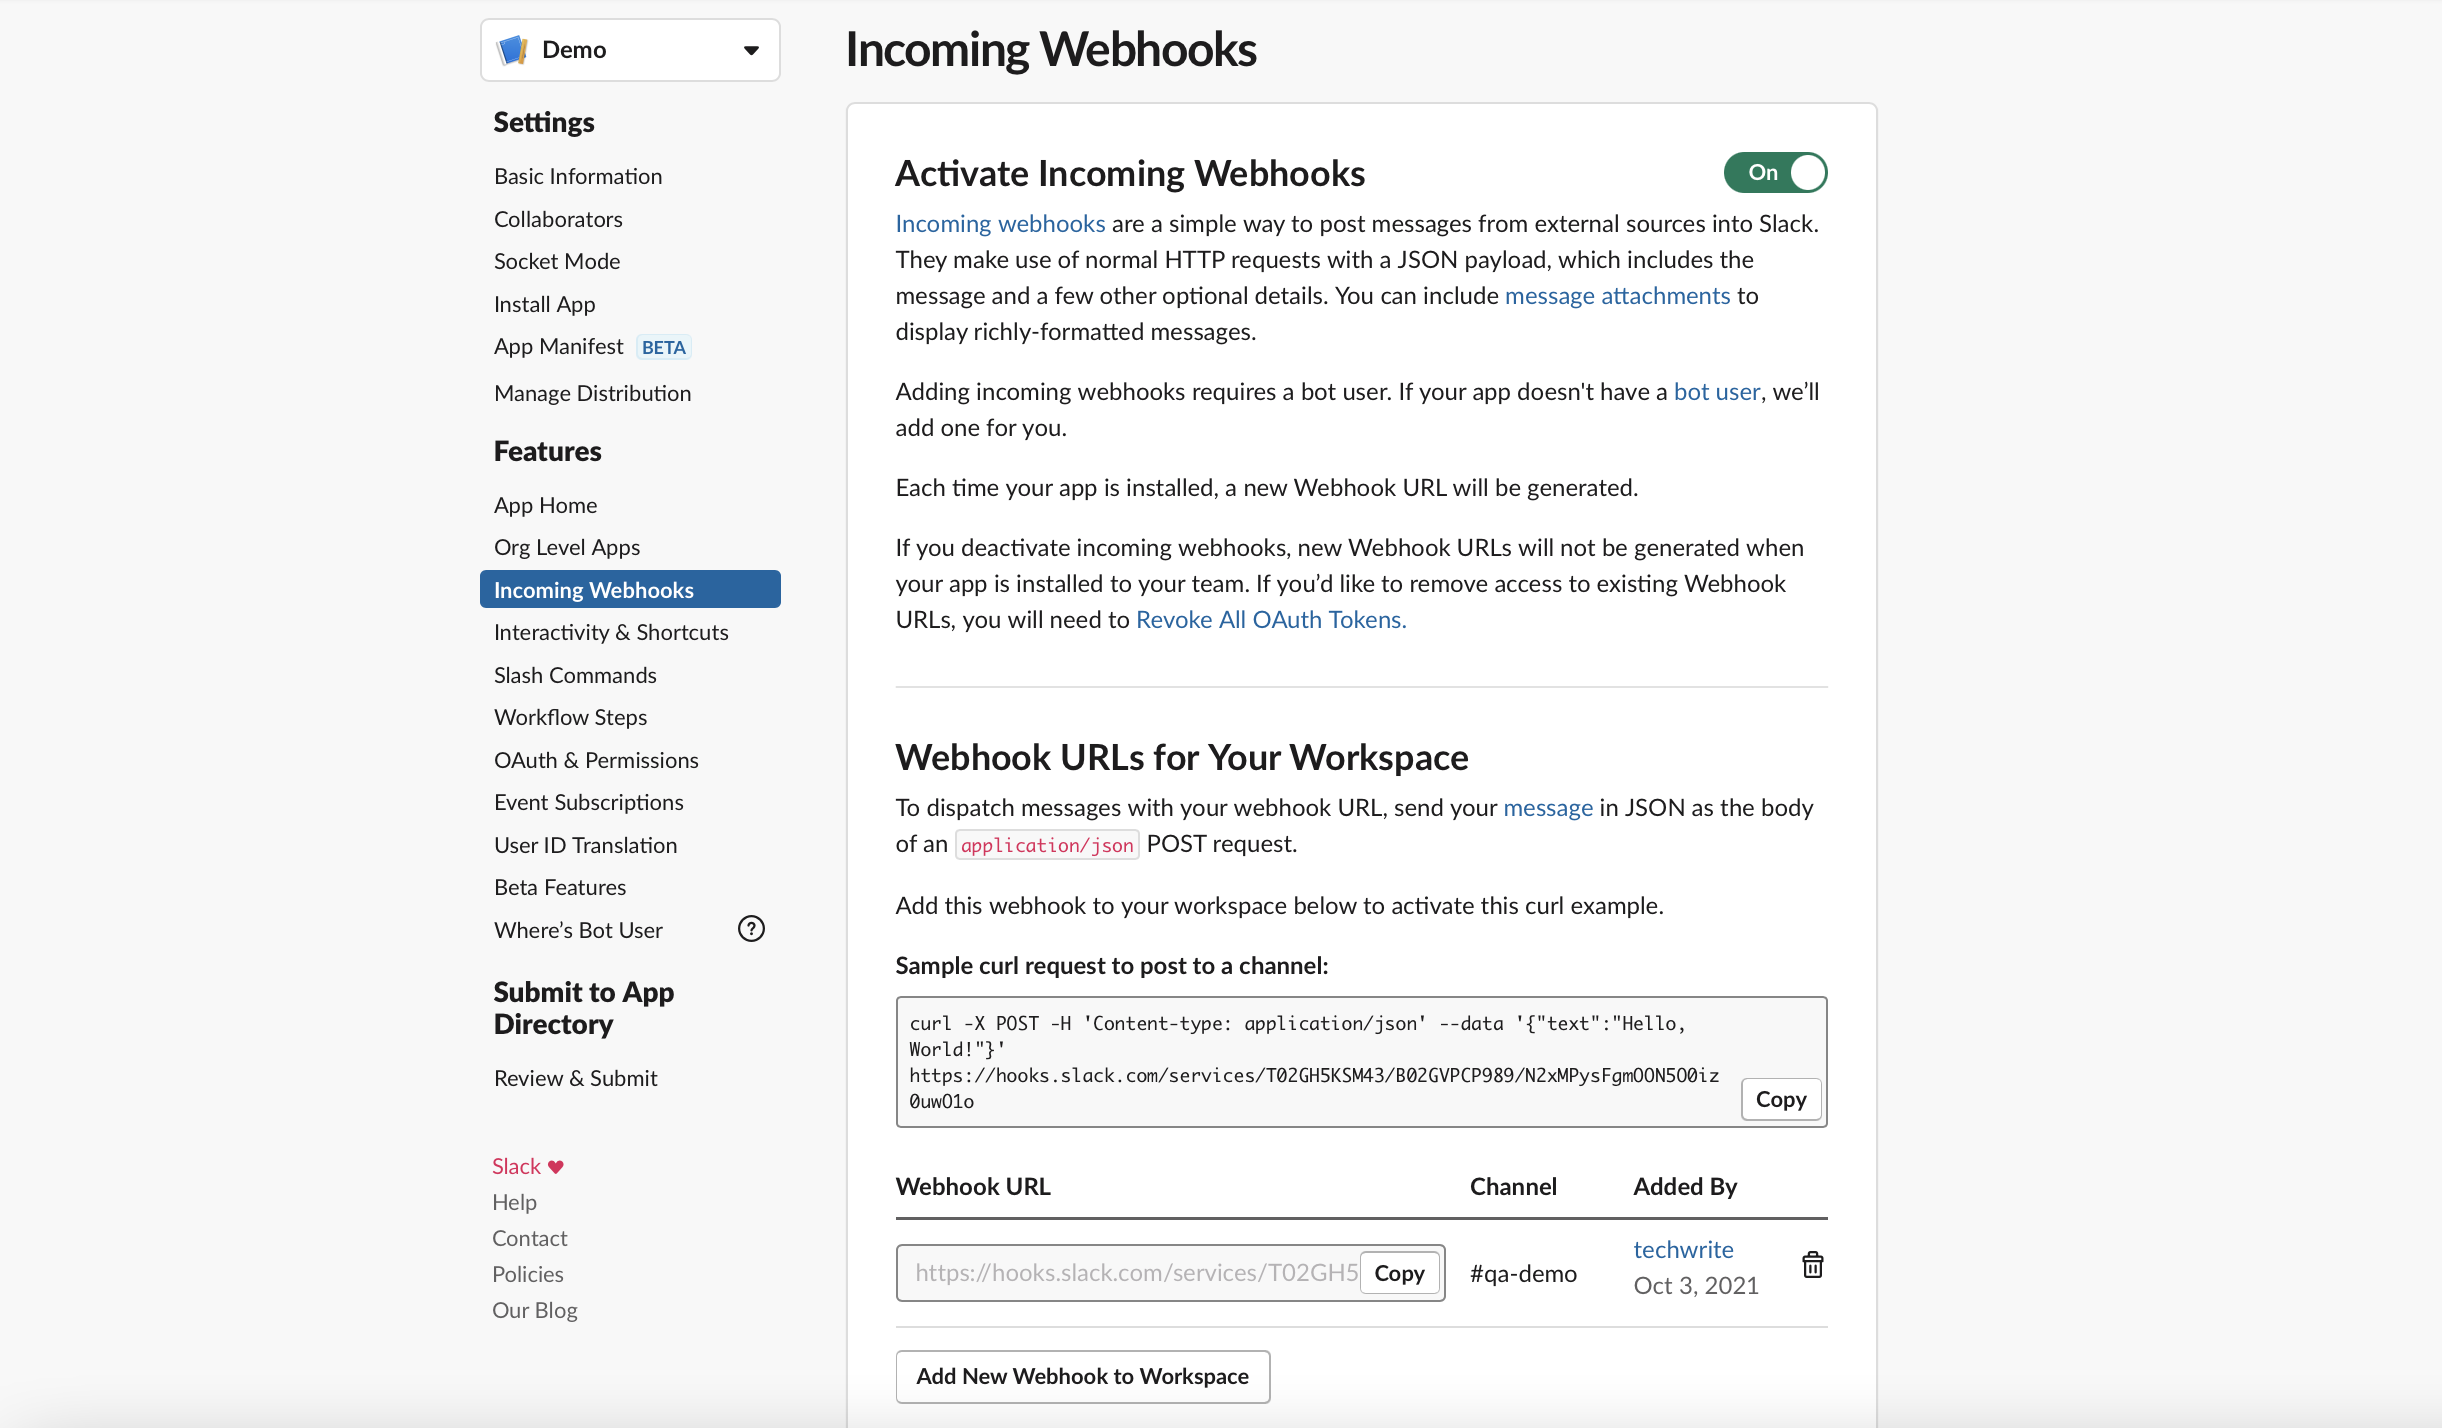 Demo
Settings
Basic Information
Collaborators
Socket Mode
Install App
App Manifest BETA
Manage Distribution
Features
App Home
Org Level Apps
Incoming Webhooks
Interactivity & Shortcuts
Slash Commands
Workflow Steps
OAuth & Permissions
Event Subscriptions
User ID Translation
Beta Features
Where’s Bot User ?
Submit to App
Directory
Review & Submit
Slack ♥
Help
Contact
Policies
Our Blog
Incoming Webhooks
Activate Incoming Webhooks On
Incoming webhooks are a simple way to post messages from external sources into Slack.
They make use of normal HTTP requests with a JSON payload, which includes the
message and a few other optional details. You can include message attachments to
display richly-formatted messages.
Adding incoming webhooks requires a bot user. If your app doesn't have a bot user, we’ll
add one for you.
Each time your app is installed, a new Webhook URL will be generated.
If you deactivate incoming webhooks, new Webhook URLs will not be generated when
your app is installed to your team. If you’d like to remove access to existing Webhook
URLs, you will need to Revoke All OAuth Tokens.
Webhook URLs for Your Workspace
To dispatch messages with your webhook URL, send your message in JSON as the body
of an application/json POST request.
Add this webhook to your workspace below to activate this curl example.
Sample curl request to post to a channel:
curl -X POST -H 'Content-type: application/json' --data '{"text":"Hello,
World!"}'
https://hooks.slack.com/services/T02GH5KSM43/B02GVPCP989/N2xMPysFgmOON5O0iz
0uwO1o
Copy
Webhook URL Channel Added By
https://hooks.slack.com/services/T02GH5 Copy #qa-demo techwrite
Oct 3, 2021
Add New Webhook to Workspace